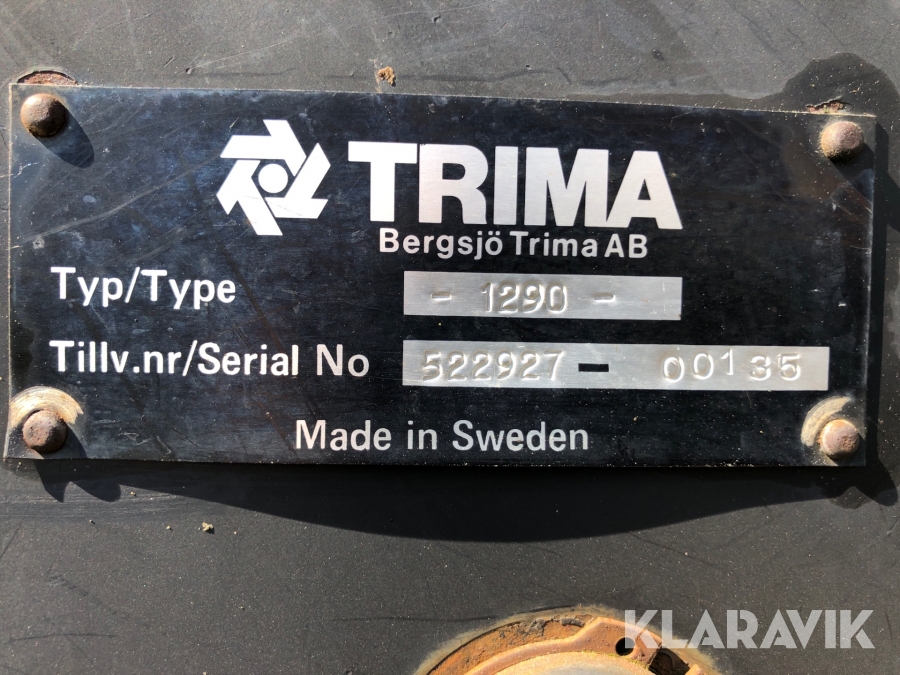 TRIMA
Bergsjö Trima AB
Typ/Type - 1290 -
Tillv.nr/Serial No 522927 - 00135
Made in Sweden
KLARAVIK